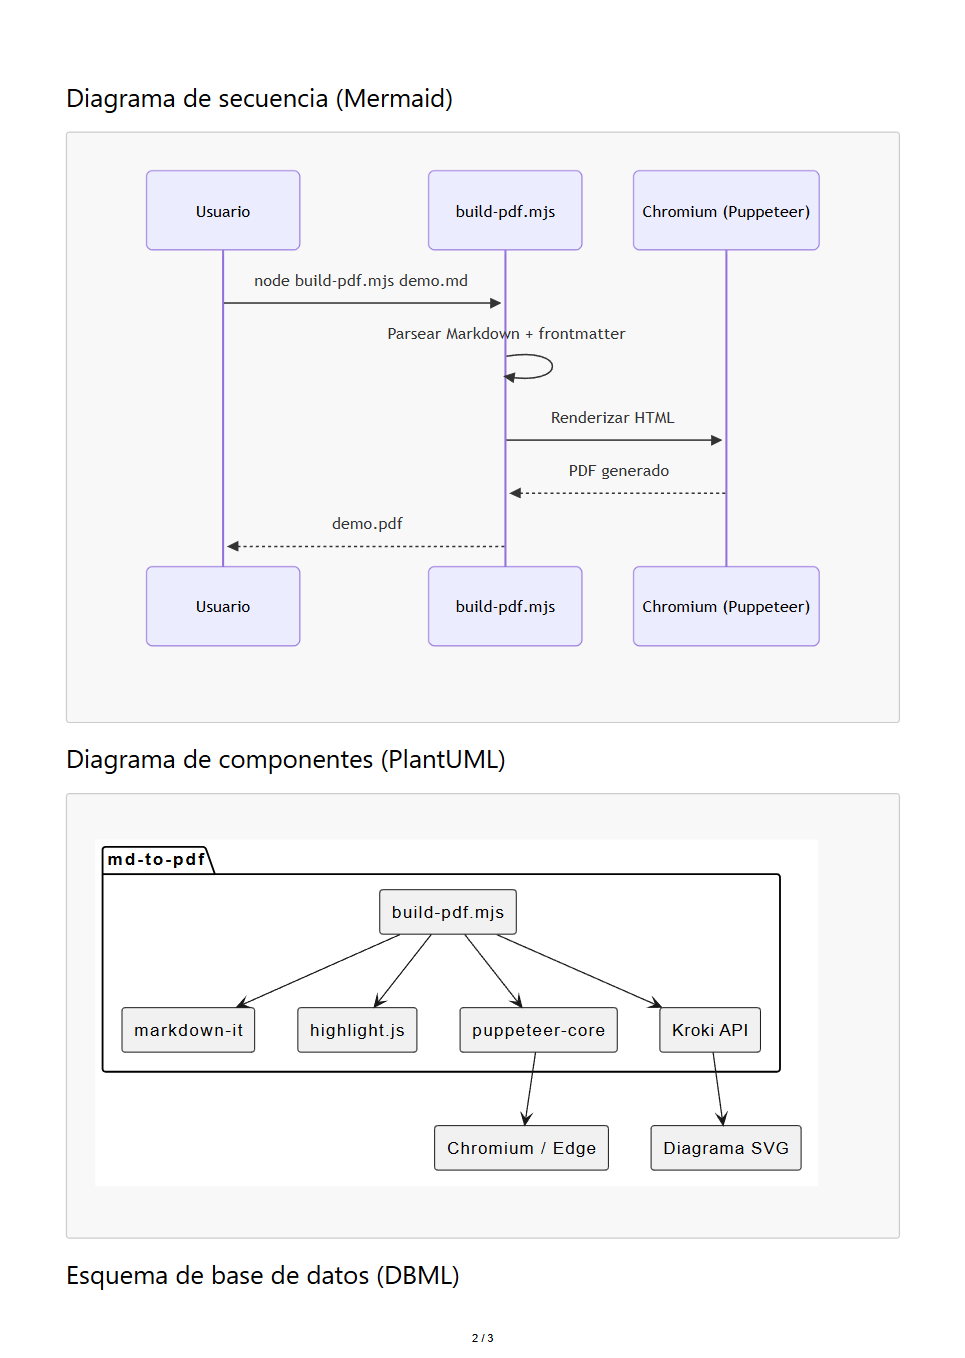 Diagrama de secuencia (Mermaid)
Usuario
build-pdf.mjs
Chromium (Puppeteer)
node build-pdf.mjs demo.md
Parsear Markdown + frontmatter
Renderizar HTML
PDF generado
demo.pdf
Usuario
build-pdf.mjs
Chromium (Puppeteer)
Diagrama de componentes (PlantUML)
md-to-pdf
build-pdf.mjs
markdown-it
highlight.js
puppeteer-core
Kroki API
Chromium / Edge
Diagrama SVG
Esquema de base de datos (DBML)
2 / 3